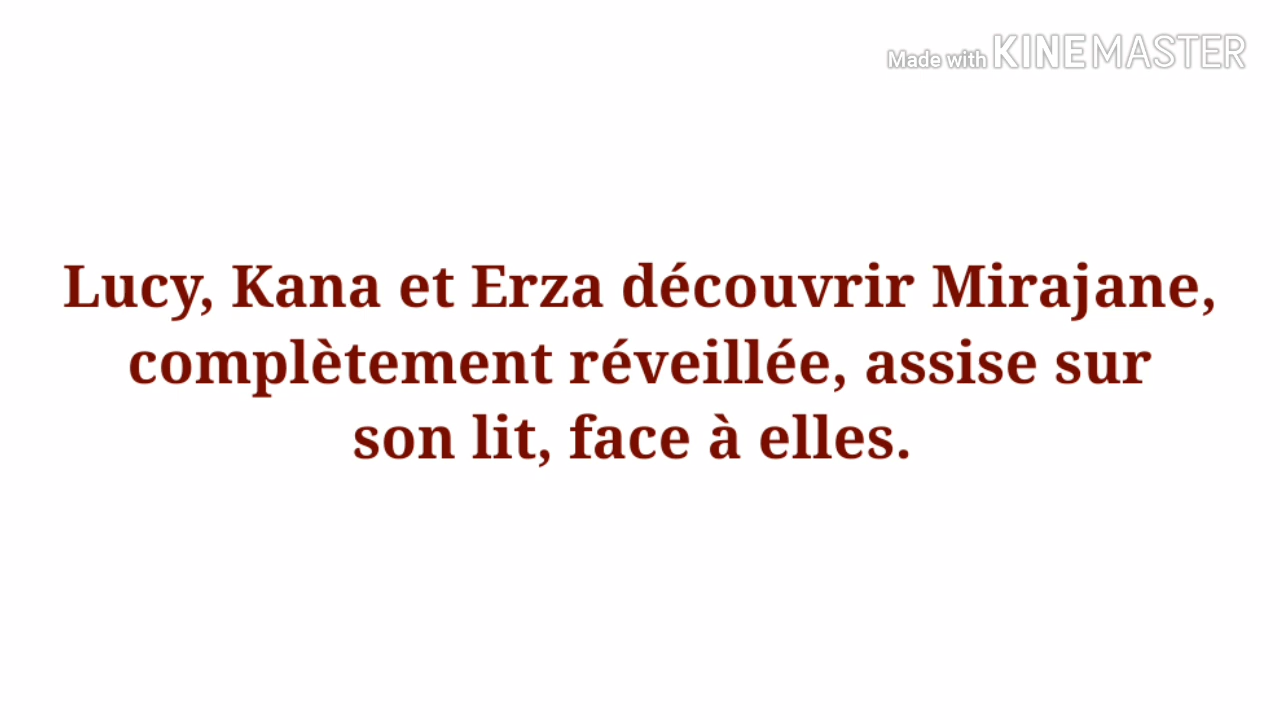 Made with KINEMASTER
Lucy, Kana et Erza découvrir Mirajane,
complètement réveillée, assise sur
son lit, face à elles.